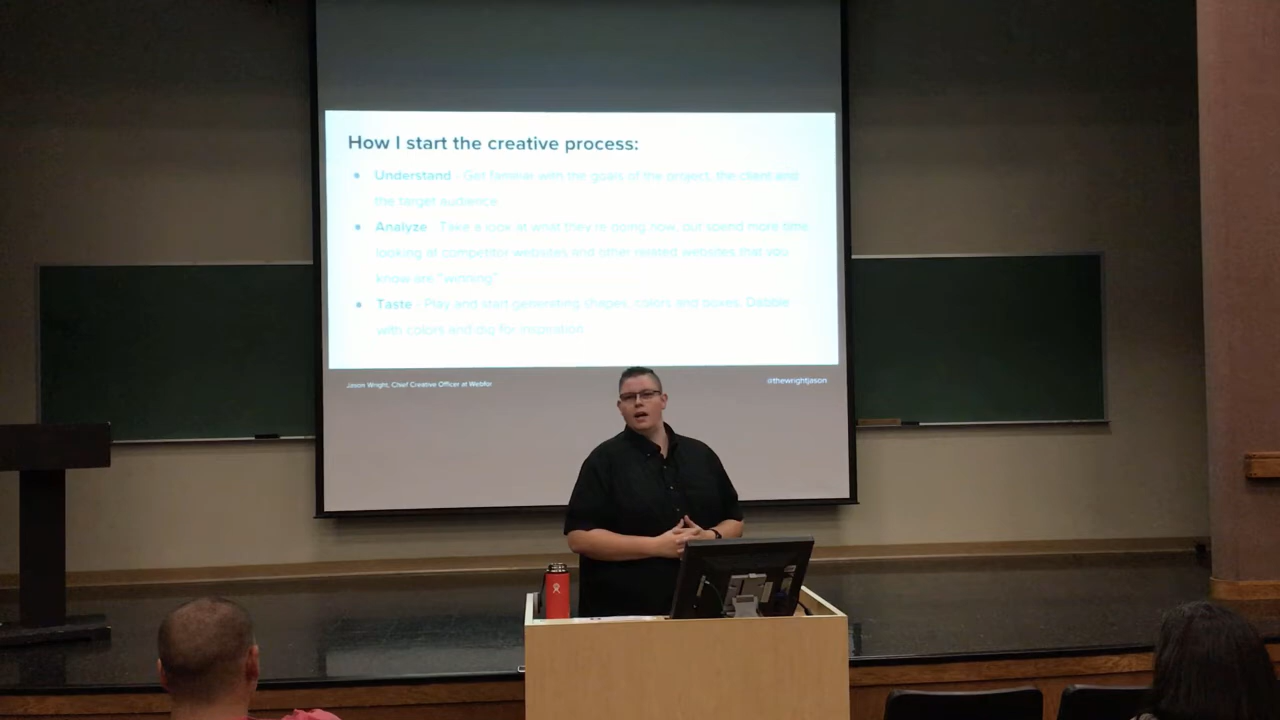 How I start the creative process:
• Understand - Get familiar with the goals of the project, the client and
the target audience.
• Analyze - Take a look at what they're doing now, but spend more time
looking at competitor websites and other related websites that you
know are "winning"
• Taste - Play and start generating shapes, colors and boxes. Dabble
with colors and dig for inspiration.
Jason Wright, Chief Creative Officer at Webfor
@thewrightjason